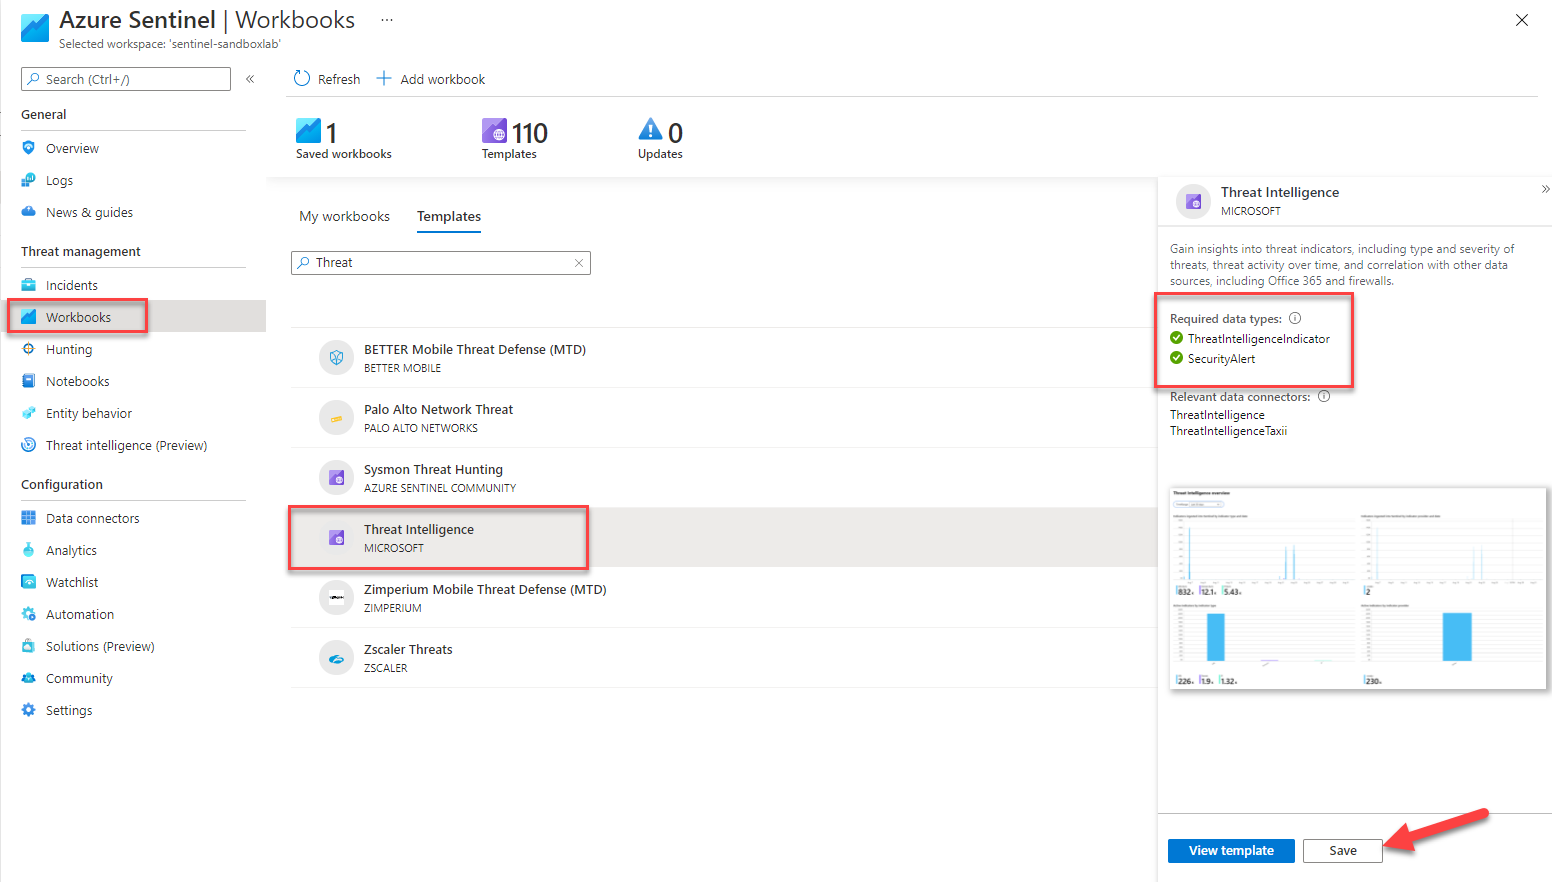 Azure Sentinel | Workbooks ...
Selected workspace: 'sentinel-sandboxlab'
Search (Ctrl+/)
«
General
Overview
Logs
News & guides
Threat management
Incidents
Workbooks
Hunting
Notebooks
Entity behavior
Threat intelligence (Preview)
Configuration
Data connectors
Analytics
Watchlist
Automation
Solutions (Preview)
Community
Settings
Refresh
Add workbook
1
Saved workbooks
110
Templates
0
Updates
My workbooks
Templates
Threat
BETTER Mobile Threat Defense (MTD)
BETTER MOBILE
Palo Alto Network Threat
PALO ALTO NETWORKS
Sysmon Threat Hunting
AZURE SENTINEL COMMUNITY
Threat Intelligence
MICROSOFT
Zimperium Mobile Threat Defense (MTD)
ZIMPERIUM
Zscaler Threats
ZSCALER
Threat Intelligence
MICROSOFT
»
Gain insights into threat indicators, including type and severity of
threats, threat activity over time, and correlation with other data
sources, including Office 365 and firewalls.
Required data types:
ThreatIntelligenceIndicator
SecurityAlert
Relevant data connectors:
ThreatIntelligence
ThreatIntelligenceTaxii
Threat Intelligence overview
832
12.1
5.43
2
226
1.9
1.32
230
View template
Save